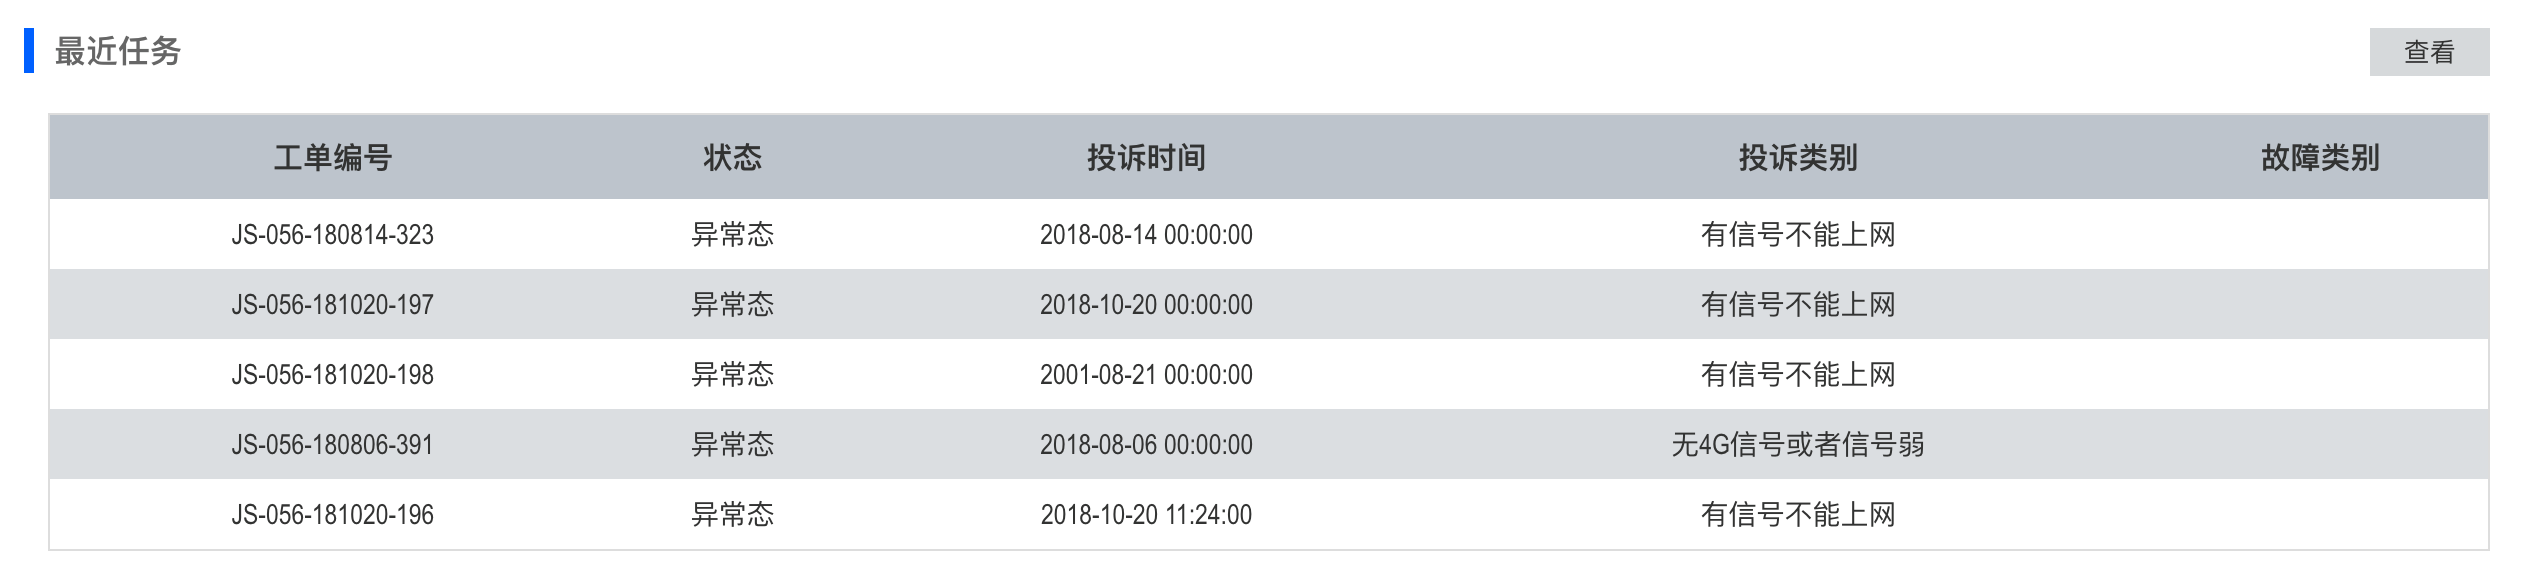 最近任务
查看
工单编号 状态 投诉时间 投诉类别 故障类别
JS-056-180814-323 异常态 2018-08-14 00:00:00 有信号不能上网
JS-056-181020-197 异常态 2018-10-20 00:00:00 有信号不能上网
JS-056-181020-198 异常态 2001-08-21 00:00:00 有信号不能上网
JS-056-180806-391 异常态 2018-08-06 00:00:00 无4G信号或者信号弱
JS-056-181020-196 异常态 2018-10-20 11:24:00 有信号不能上网